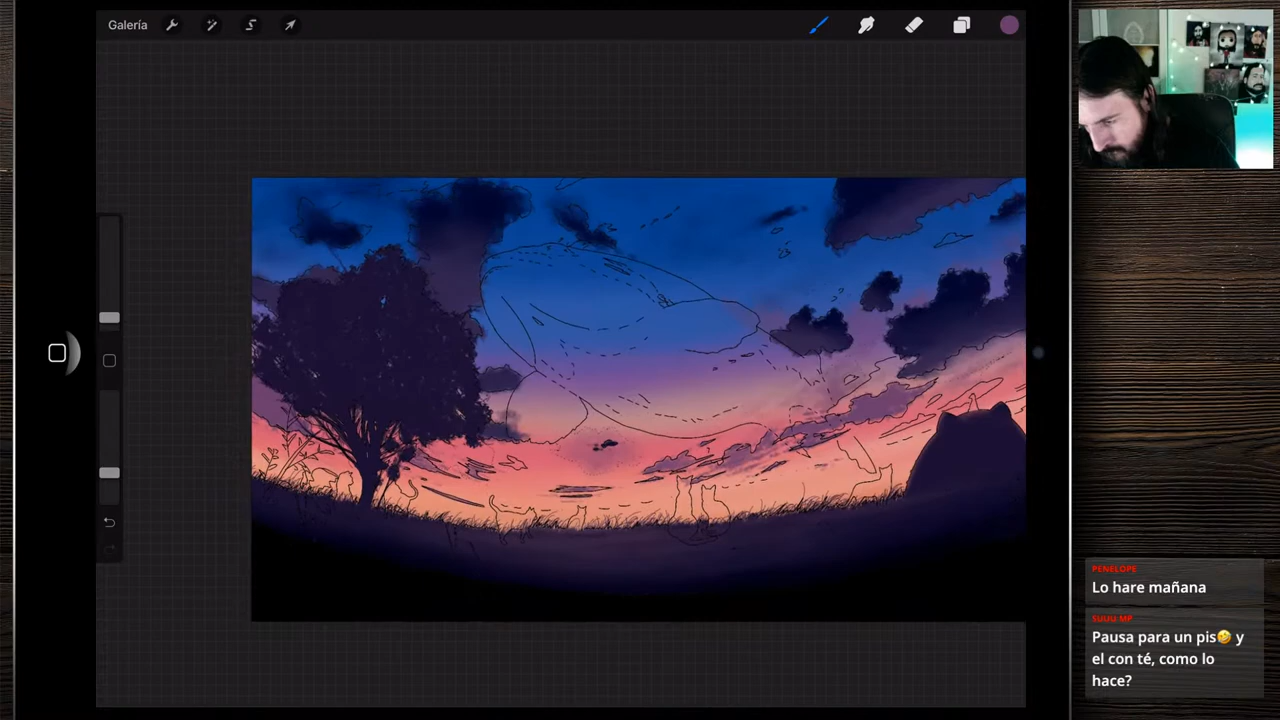 Galería
PENELOPE
Lo hare mañana
SUUU MP
Pausa para un pis🤣 y
el con té, como lo
hace?